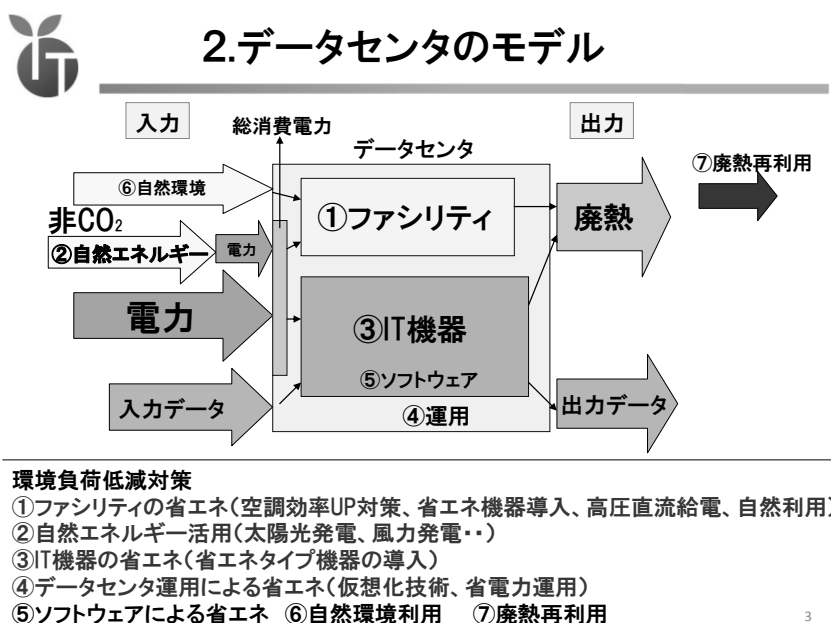 2.データセンタのモデル
入力
総消費電力
出力
データセンタ
⑦廃熱再利用
⑥自然環境
①ファシリティ
廃熱
非CO₂
②自然エネルギー
電力
電力
③IT機器
⑤ソフトウェア
入力データ
④運用
出力データ
環境負荷低減対策
①ファシリティの省エネ(空調効率UP対策、省エネ機器導入、高圧直流給電、自然利用)
②自然エネルギー活用(太陽光発電、風力発電・・)
③IT機器の省エネ(省エネタイプ機器の導入)
④データセンタ運用による省エネ(仮想化技術、省電力運用)
⑤ソフトウェアによる省エネ ⑥自然環境利用 ⑦廃熱再利用
3